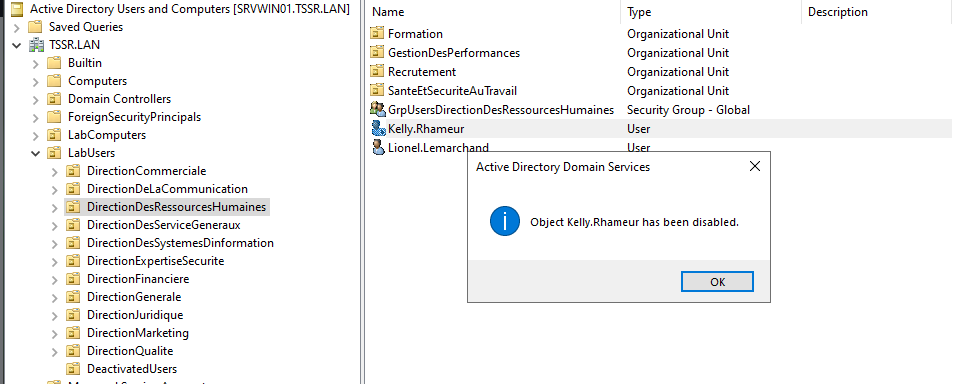 Active Directory Users and Computers [SRVWIN01.TSSR.LAN]
Saved Queries
TSSR.LAN
Builtin
Computers
Domain Controllers
ForeignSecurityPrincipals
LabComputers
LabUsers
DirectionCommerciale
DirectionDeLaCommunication
DirectionDesRessourcesHumaines
DirectionDesServiceGeneraux
DirectionDesSystemesDinformation
DirectionExpertiseSecurite
DirectionFinanciere
DirectionGenerale
DirectionJuridique
DirectionMarketing
DirectionQualite
DeactivatedUsers
Name Type Description
Formation Organizational Unit
GestionDesPerformances Organizational Unit
Recrutement Organizational Unit
SanteEtSecuriteAuTravail Organizational Unit
GrpUsersDirectionDesRessourcesHumaines Security Group - Global
Kelly.Rhameur User
Lionel.Lemarchand User
Active Directory Domain Services
Object Kelly.Rhameur has been disabled.
OK